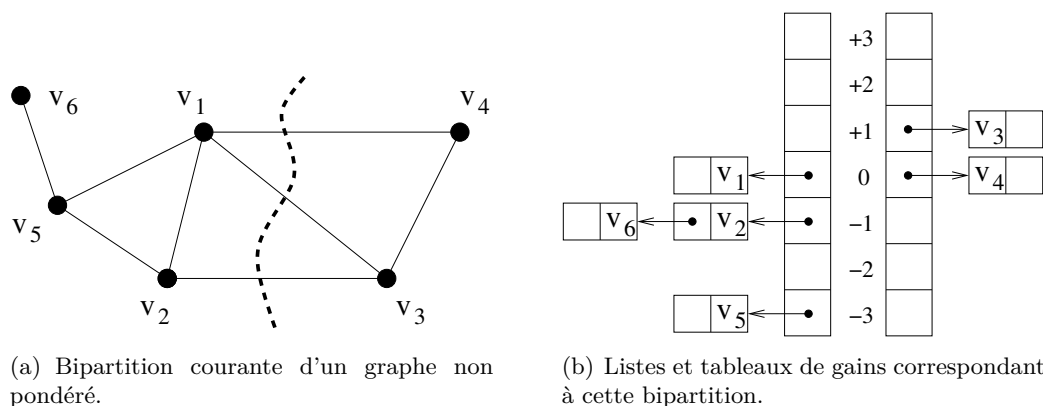 v6
v1
v4
v5
v2
v3
(a) Bipartition courante d'un graphe non
pondéré.
+3
+2
+1
v3
v1
0
v4
v6
v2
−1
−2
v5
−3
(b) Listes et tableaux de gains correspondant
à cette bipartition.